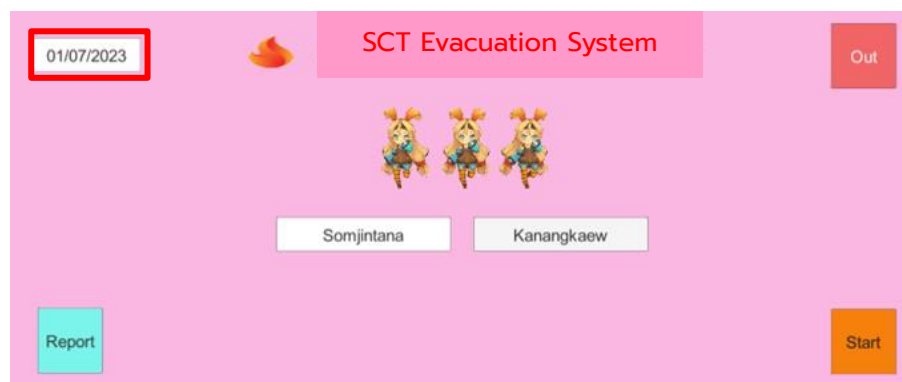 01/07/2023
SCT Evacuation System
Out
Somjintana
Kanangkaew
Report
Start